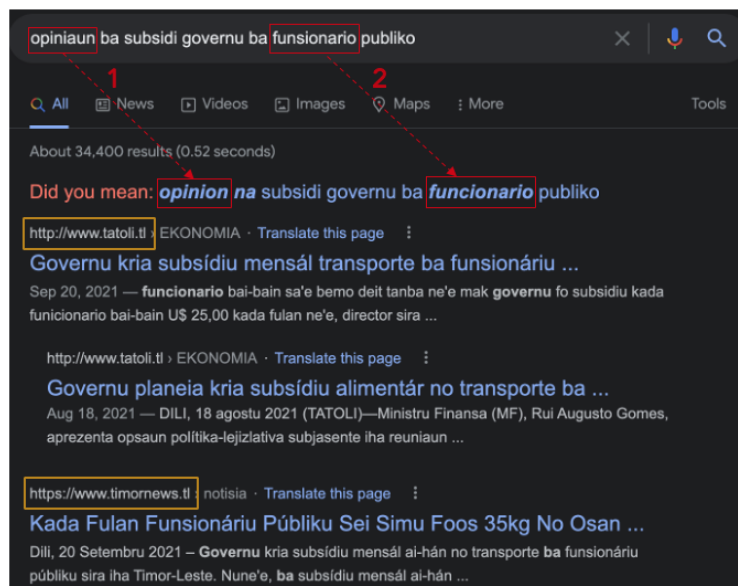 opiniaun ba subsidi governu ba funsionario publiko
1
2
All News Videos Images Maps More Tools
About 34,400 results (0.52 seconds)
Did you mean: opinion na subsidi governu ba funcionario publiko
http://www.tatoli.tl › EKONOMIA · Translate this page
Governu kria subsídiu mensál transporte ba funsionáriu ...
Sep 20, 2021 — funcionario bai-bain sa'e bemo deit tanba ne'e mak governu fo subsidiu kada
funicionario bai-bain U$ 25,00 kada fulan ne'e, director sira ...
http://www.tatoli.tl › EKONOMIA · Translate this page
Governu planeia kria subsídiu alimentár no transporte ba ...
Aug 18, 2021 — DILI, 18 agostu 2021 (TATOLI)—Ministru Finansa (MF), Rui Augusto Gomes,
aprezenta opsaun polítika-lejizlativa subjasente iha reuniaun ...
https://www.timornews.tl › notisia · Translate this page
Kada Fulan Funsionáriu Públiku Sei Simu Foos 35kg No Osan ...
Dili, 20 Setembru 2021 – Governu kria subsídiu mensál ai-hán no transporte ba funsionáriu
públiku sira iha Timor-Leste. Nune'e, ba subsídiu mensál ai-hán ...